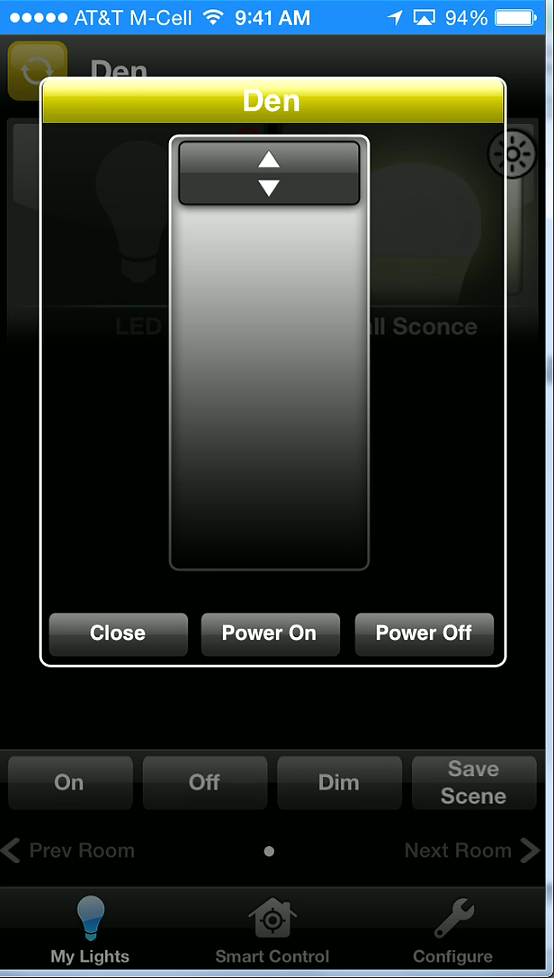 AT&T M-Cell 9:41 AM 94%
Den
Den
LED
all Sconce
Close Power On Power Off
On Off Dim Save Scene
Prev Room Next Room
My Lights Smart Control Configure